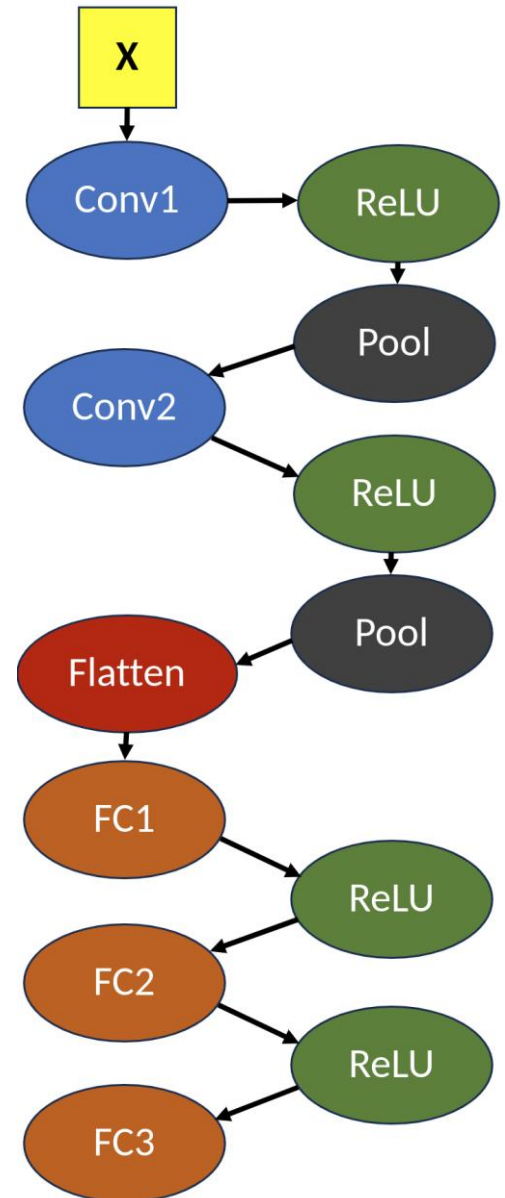 X
Conv1
ReLU
Pool
Conv2
ReLU
Pool
Flatten
FC1
ReLU
FC2
ReLU
FC3